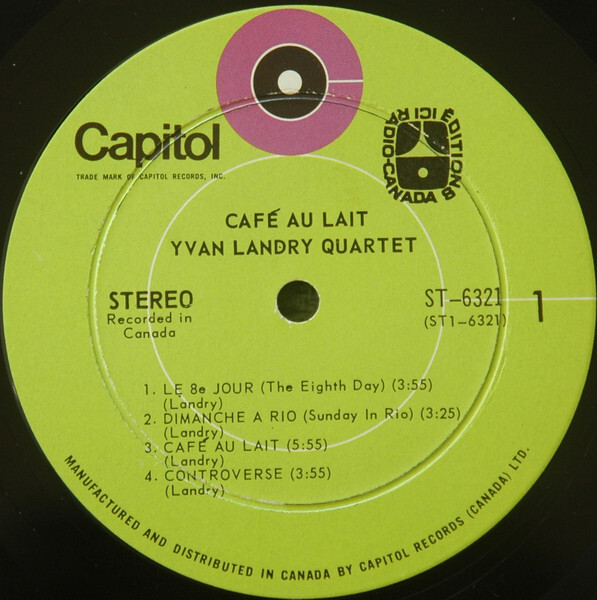 Capitol
TRADE MARK OF CAPITOL RECORDS, INC.
ÉDITIONS
ICI RADIO-CANADA
CAFÉ AU LAIT
YVAN LANDRY QUARTET
STEREO
Recorded in
Canada
ST-6321
(ST1-6321)
1
1. LE 8e JOUR (The Eighth Day) (3:55)
(Landry)
2. DIMANCHE A RIO (Sunday In Rio) (3:25)
(Landry)
3. CAFÉ AU LAIT (5:55)
(Landry)
4. CONTROVERSE (3:55)
(Landry)
MANUFACTURED AND DISTRIBUTED IN CANADA BY CAPITOL RECORDS (CANADA) LTD.